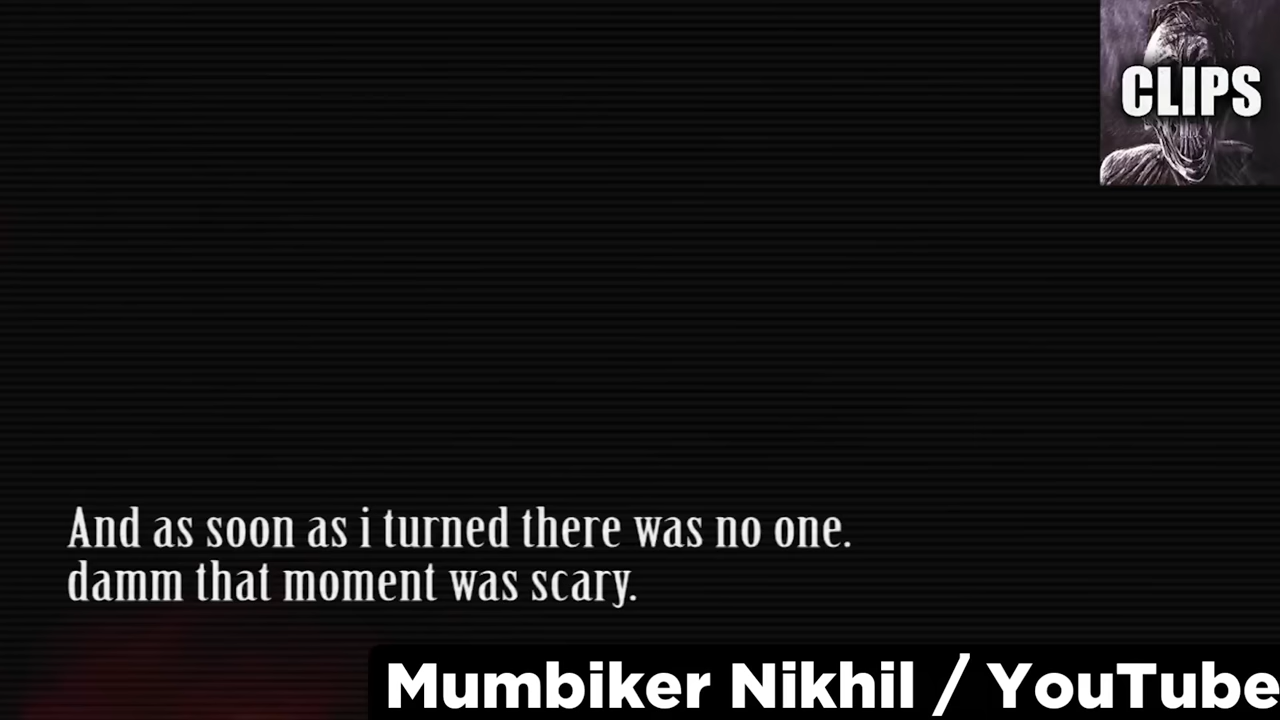 CLIPS
And as soon as i turned there was no one.
damm that moment was scary.
Mumbiker Nikhil / YouTube